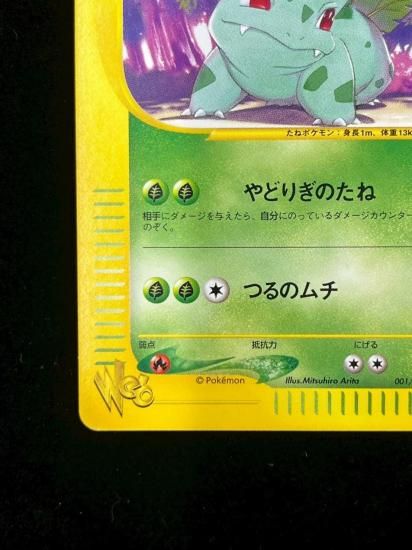 たねポケモン：身長1m、体重13k
やどりぎのたね
相手にダメージを与えたら、自分にのっているダメージカウンター
のぞく。
つるのムチ
弱点 抵抗力 にげる
Web
©Pokémon Illus.Mitsuhiro Arita 001/